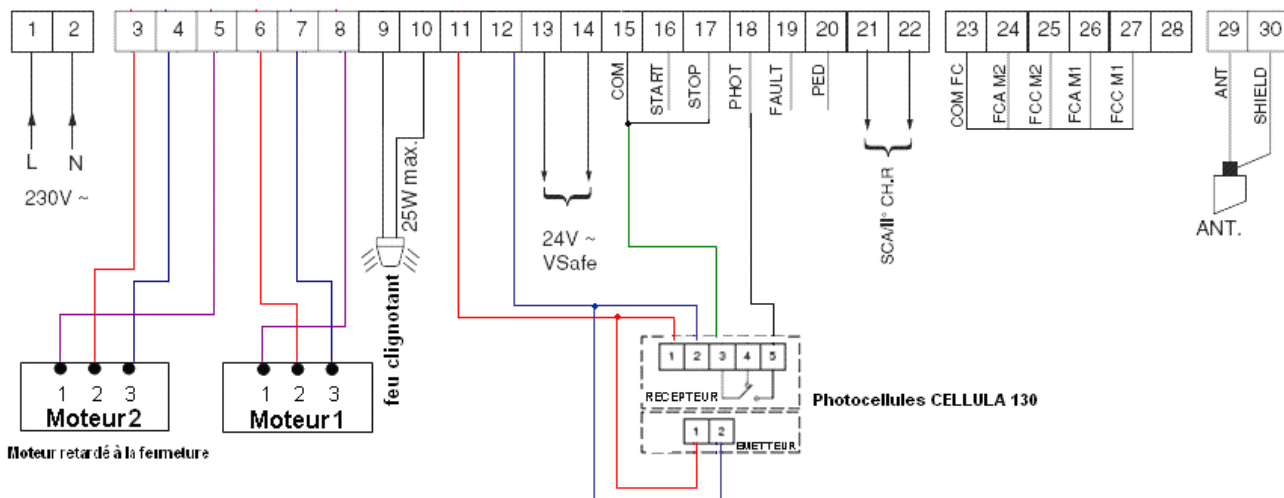 1 2 3 4 5 6 7 8 9 10 11 12 13 14 15 16 17 18 19 20 21 22 23 24 25 26 27 28 29 30
COM START STOP PHOT FAULT PED COM FC FCA M2 FCC M2 FCA M1 FCC M1 ANT SHIELD
L N
230V ~
25W max.
24V ~
VSafe
SCA/II° CH.R
ANT.
feu clignotant
1 2 3
Moteur2
1 2 3
Moteur1
Moteur retardé à la fermeture
1 2 3 4 5
RECEPTEUR
Photocellules CELLULA 130
1 2
EMETTEUR